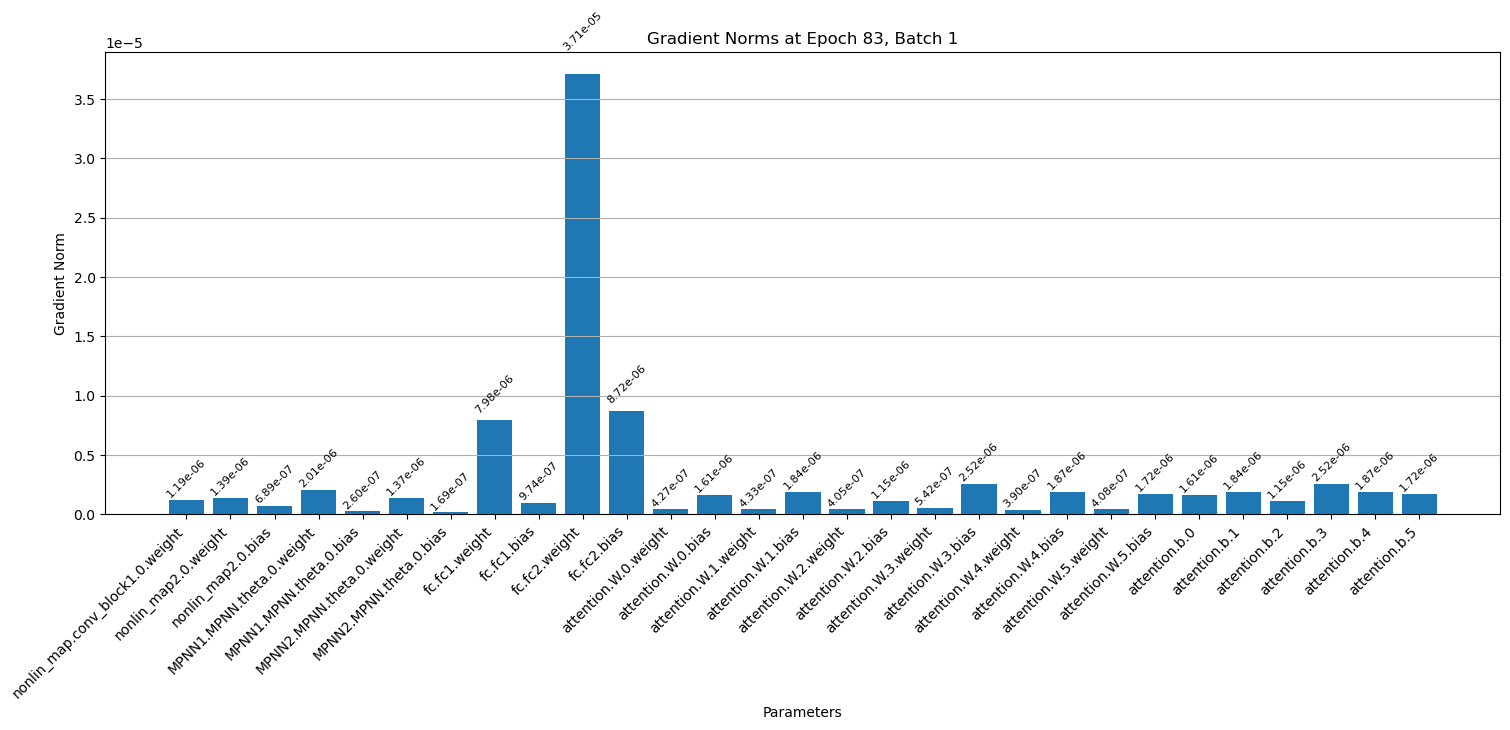 Gradient Norms at Epoch 83, Batch 1
1e−5
3.5
3.0
2.5
2.0
1.5
1.0
0.5
0.0
Gradient Norm
1.19e-06
1.39e-06
6.89e-07
2.01e-06
2.60e-07
1.37e-06
1.69e-07
7.98e-06
9.74e-07
3.71e-05
8.72e-06
4.27e-07
1.61e-06
4.33e-07
1.84e-06
4.05e-07
1.15e-06
5.42e-07
2.52e-06
3.90e-07
1.87e-06
4.08e-07
1.72e-06
1.61e-06
1.84e-06
1.15e-06
2.52e-06
1.87e-06
1.72e-06
nonlin_map.conv_block1.0.weight
nonlin_map2.0.weight
nonlin_map2.0.bias
MPNN1.MPNN.theta.0.weight
MPNN1.MPNN.theta.0.bias
MPNN2.MPNN.theta.0.weight
MPNN2.MPNN.theta.0.bias
fc.fc1.weight
fc.fc1.bias
fc.fc2.weight
fc.fc2.bias
attention.W.0.weight
attention.W.0.bias
attention.W.1.weight
attention.W.1.bias
attention.W.2.weight
attention.W.2.bias
attention.W.3.weight
attention.W.3.bias
attention.W.4.weight
attention.W.4.bias
attention.W.5.weight
attention.W.5.bias
attention.b.0
attention.b.1
attention.b.2
attention.b.3
attention.b.4
attention.b.5
Parameters